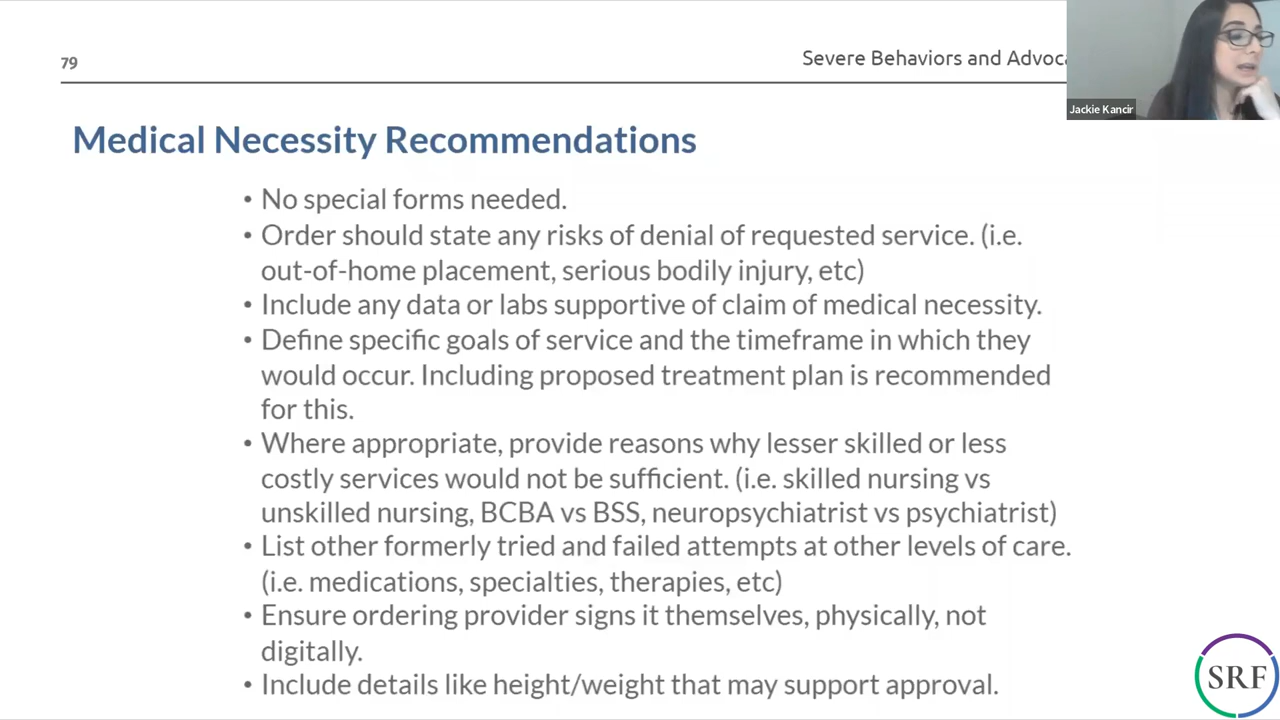 79
Severe Behaviors and Advoca
Jackie Kancir
Medical Necessity Recommendations
• No special forms needed.
• Order should state any risks of denial of requested service. (i.e.
out-of-home placement, serious bodily injury, etc)
• Include any data or labs supportive of claim of medical necessity.
• Define specific goals of service and the timeframe in which they
would occur. Including proposed treatment plan is recommended
for this.
• Where appropriate, provide reasons why lesser skilled or less
costly services would not be sufficient. (i.e. skilled nursing vs
unskilled nursing, BCBA vs BSS, neuropsychiatrist vs psychiatrist)
• List other formerly tried and failed attempts at other levels of care.
(i.e. medications, specialties, therapies, etc)
• Ensure ordering provider signs it themselves, physically, not
digitally.
• Include details like height/weight that may support approval.
SRF